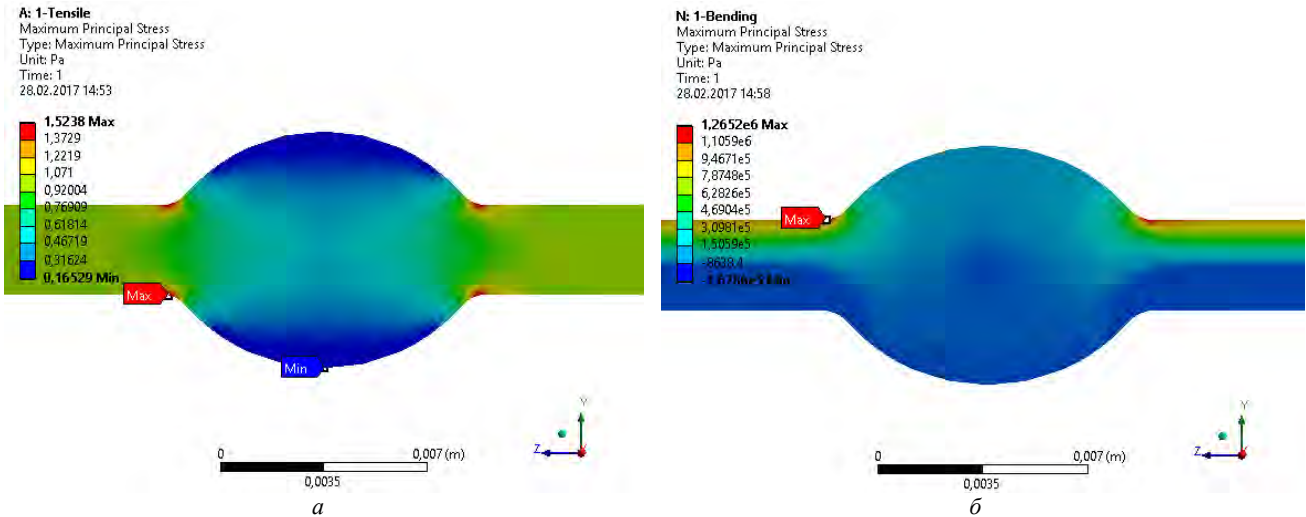 A: 1-Tensile
Maximum Principal Stress
Type: Maximum Principal Stress
Unit: Pa
Time: 1
28.02.2017 14:53
1,5238 Max
1,3729
1,2219
1,071
0,92004
0,76909
0,61814
0,46719
0,31624
0,16529 Min
Max
Min
0
0,007 (m)
0,0035
Y
Z
а
N: 1-Bending
Maximum Principal Stress
Type: Maximum Principal Stress
Unit: Pa
Time: 1
28.02.2017 14:58
1,2652e6 Max
1,1059e6
9,4671e5
7,8748e5
6,2826e5
4,6904e5
3,0981e5
1,5059e5
-8638,4
Min
Max
0
0,007 (m)
0,0035
Y
Z
б